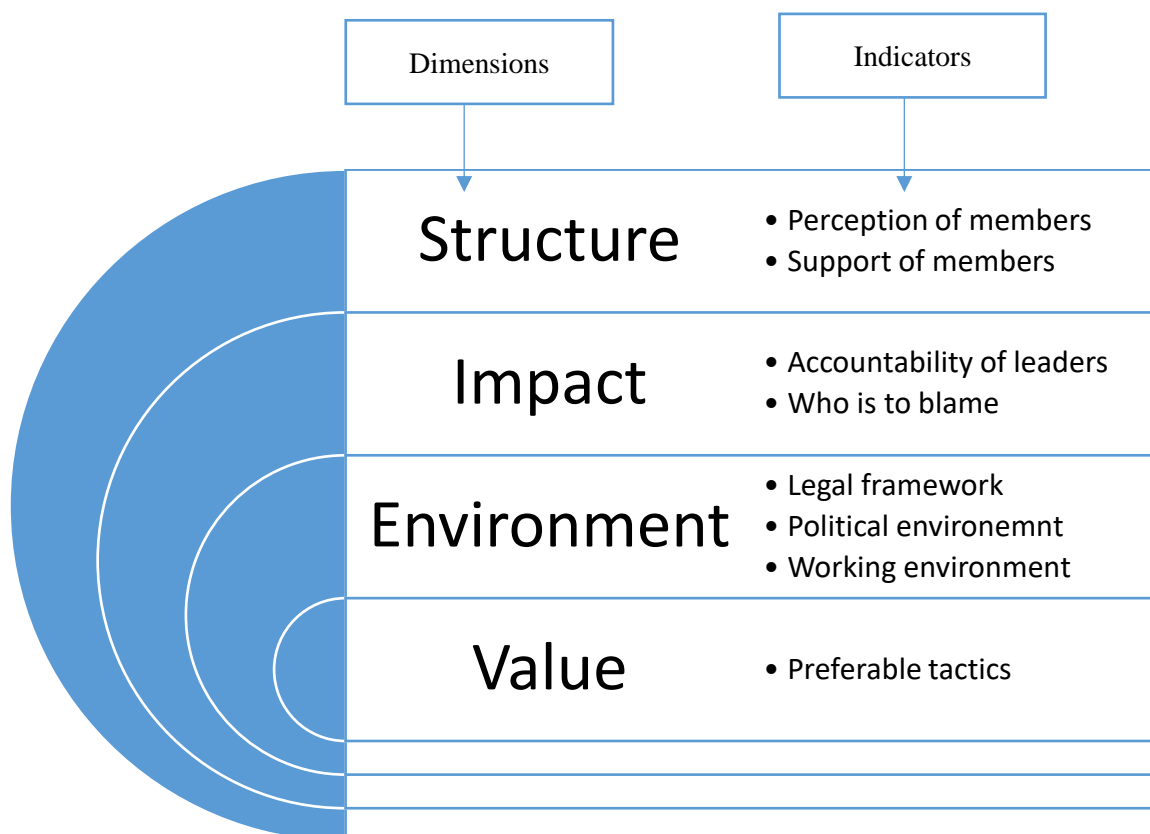 Dimensions
Indicators
Structure
• Perception of members
• Support of members
Impact
• Accountability of leaders
• Who is to blame
Environment
• Legal framework
• Political environemnt
• Working environment
Value
• Preferable tactics